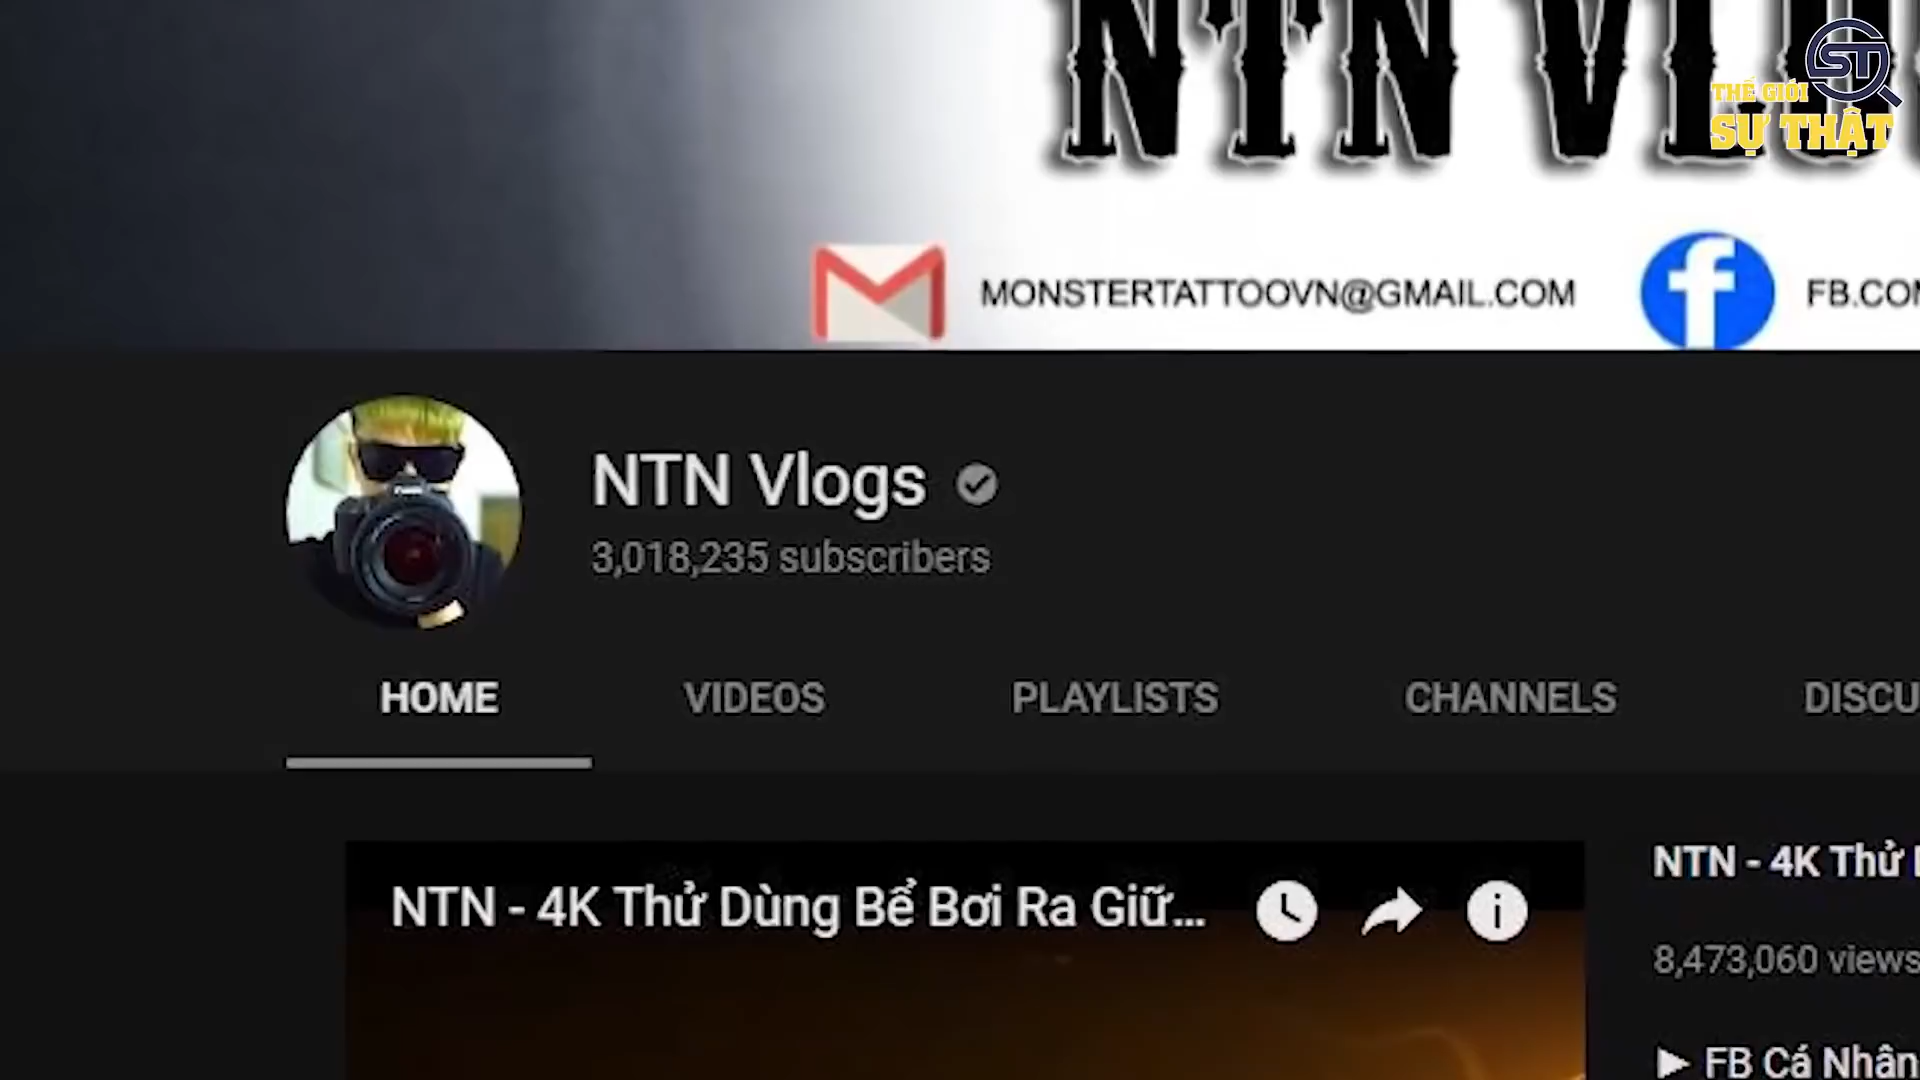 NTN VLO
ST
THẾ GIỚI
SỰ THẬT
MONSTERTATTOOVN@GMAIL.COM
FB.CO
NTN Vlogs
3,018,235 subscribers
HOME VIDEOS PLAYLISTS CHANNELS DISCU
NTN - 4K Thử Dùng Bể Bơi Ra Giữ...
NTN - 4K Thử
8,473,060 views
▶ FB Cá Nhân